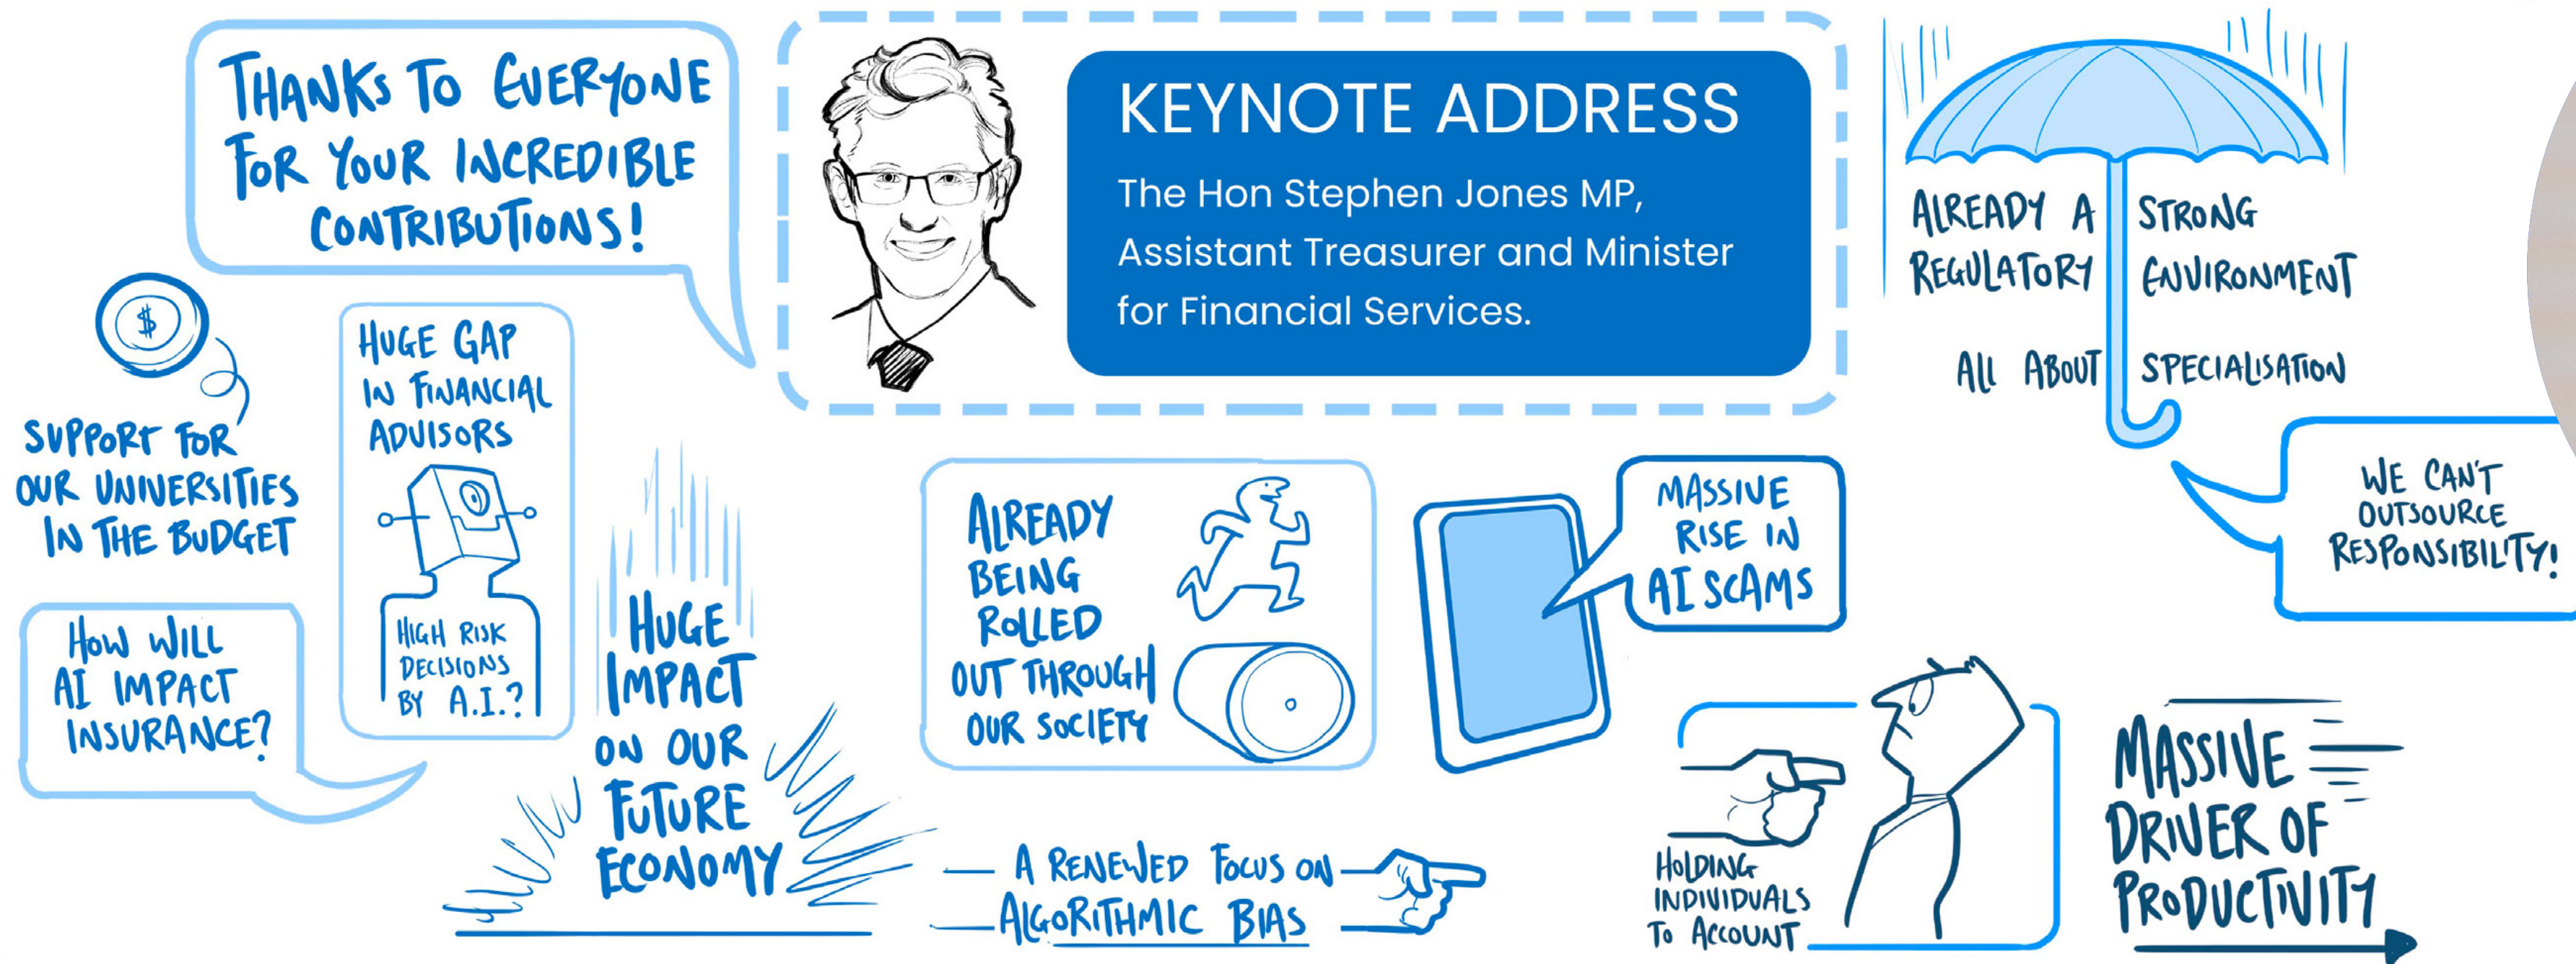 THANKS TO EVERYONE
FOR YOUR INCREDIBLE
CONTRIBUTIONS!
KEYNOTE ADDRESS
The Hon Stephen Jones MP,
Assistant Treasurer and Minister
for Financial Services.
ALREADY A STRONG
REGULATORY ENVIRONMENT
ALL ABOUT SPECIALISATION
WE CAN'T
OUTSOURCE
RESPONSIBILITY!
$
SUPPORT FOR
OUR UNIVERSITIES
IN THE BUDGET
HUGE GAP
IN FINANCIAL
ADVISORS
HIGH RISK
DECISIONS
BY A.I.?
HOW WILL
AI IMPACT
INSURANCE?
HUGE
IMPACT
ON OUR
FUTURE
ECONOMY
ALREADY
BEING
ROLLED
OUT THROUGH
OUR SOCIETY
MASSIVE
RISE IN
AI SCAMS
A RENEWED FOCUS ON
ALGORITHMIC BIAS
HOLDING
INDIVIDUALS
TO ACCOUNT
MASSIVE
DRIVER OF
PRODUCTIVITY